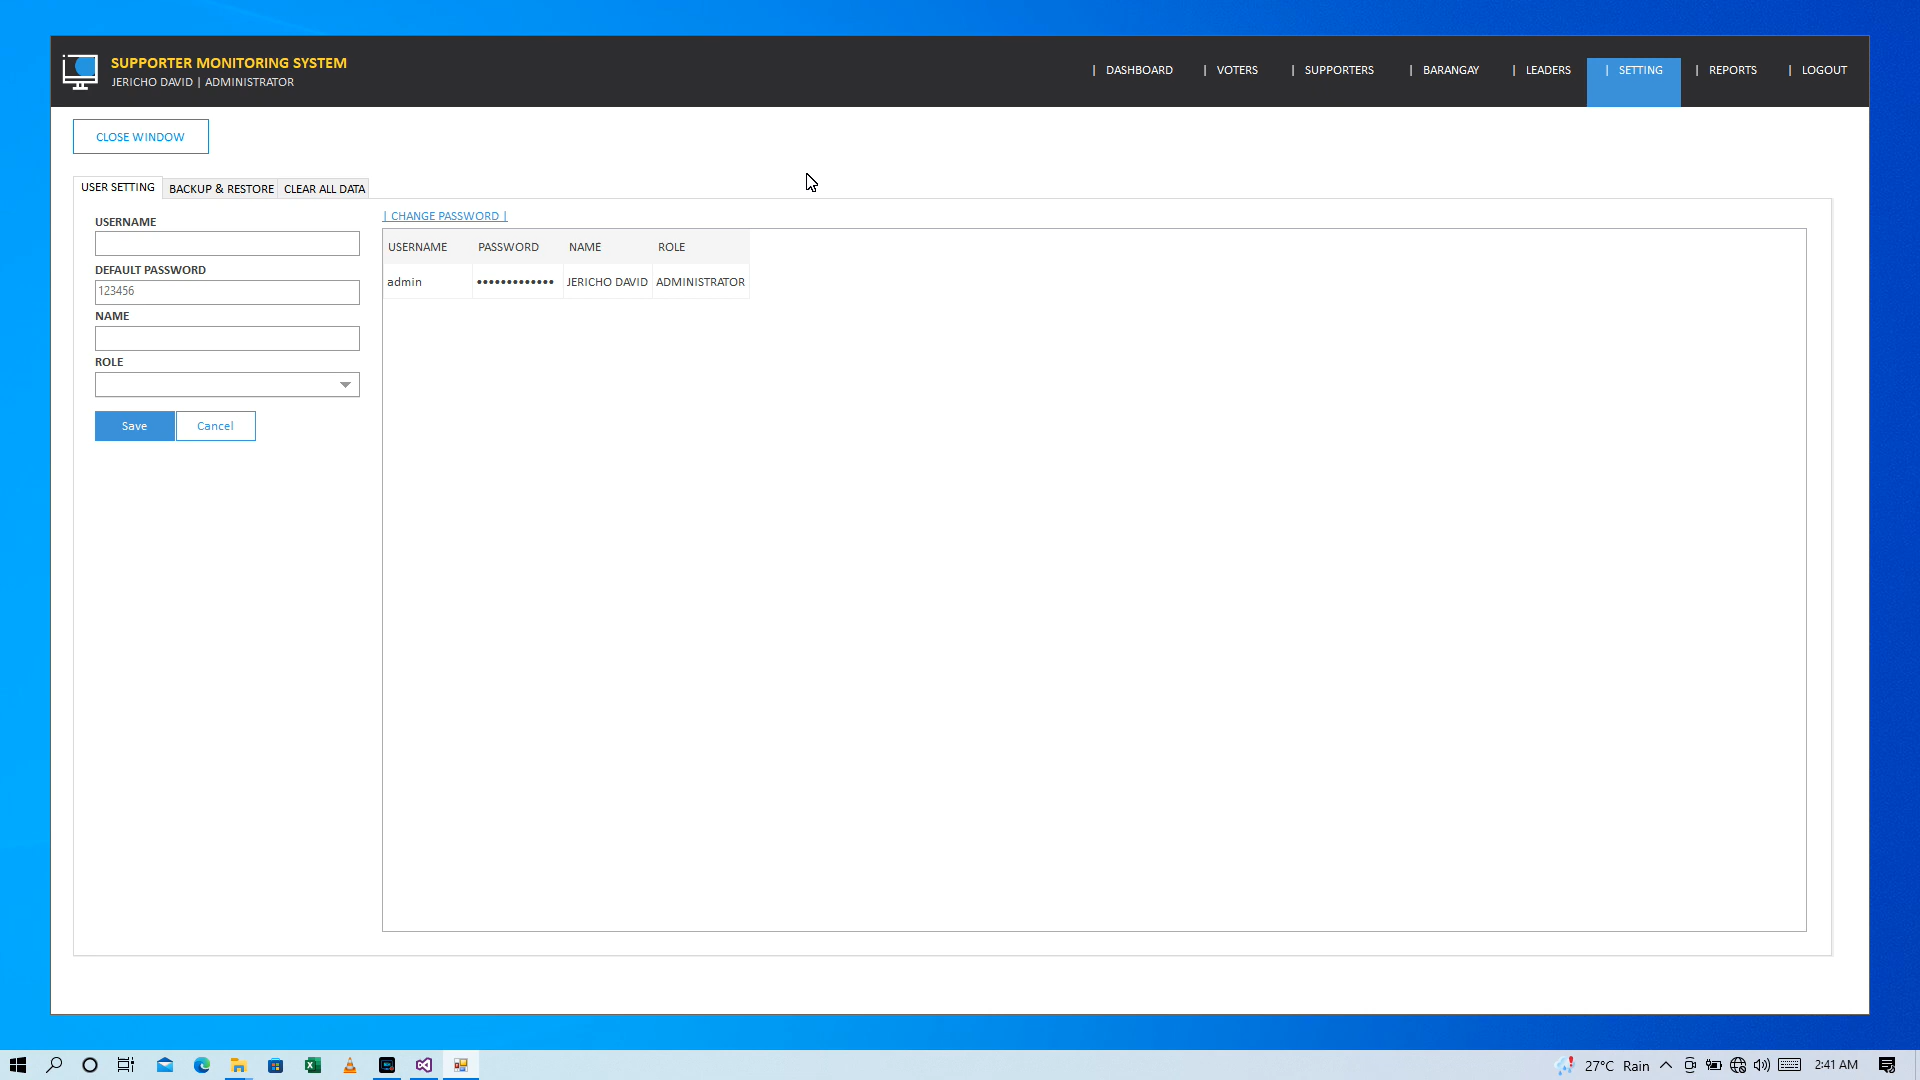 SUPPORTER MONITORING SYSTEM
JERICHO DAVID | ADMINISTRATOR
| DASHBOARD | VOTERS | SUPPORTERS | BARANGAY | LEADERS | SETTING | REPORTS | LOGOUT
CLOSE WINDOW
USER SETTING BACKUP & RESTORE CLEAR ALL DATA
USERNAME
DEFAULT PASSWORD
123456
NAME
ROLE
Save Cancel
| CHANGE PASSWORD |
USERNAME PASSWORD NAME ROLE
admin ••••••••••••• JERICHO DAVID ADMINISTRATOR
27°C Rain 2:41 AM